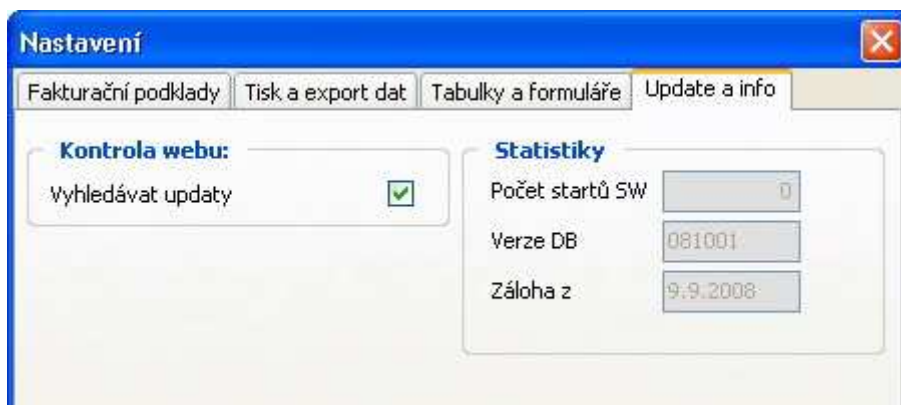 Nastavení
Fakturační podklady Tisk a export dat Tabulky a formuláře Update a info
Kontrola webu:
Vyhledávat updaty
Statistiky
Počet startů SW 0
Verze DB 081001
Záloha z 9.9.2008